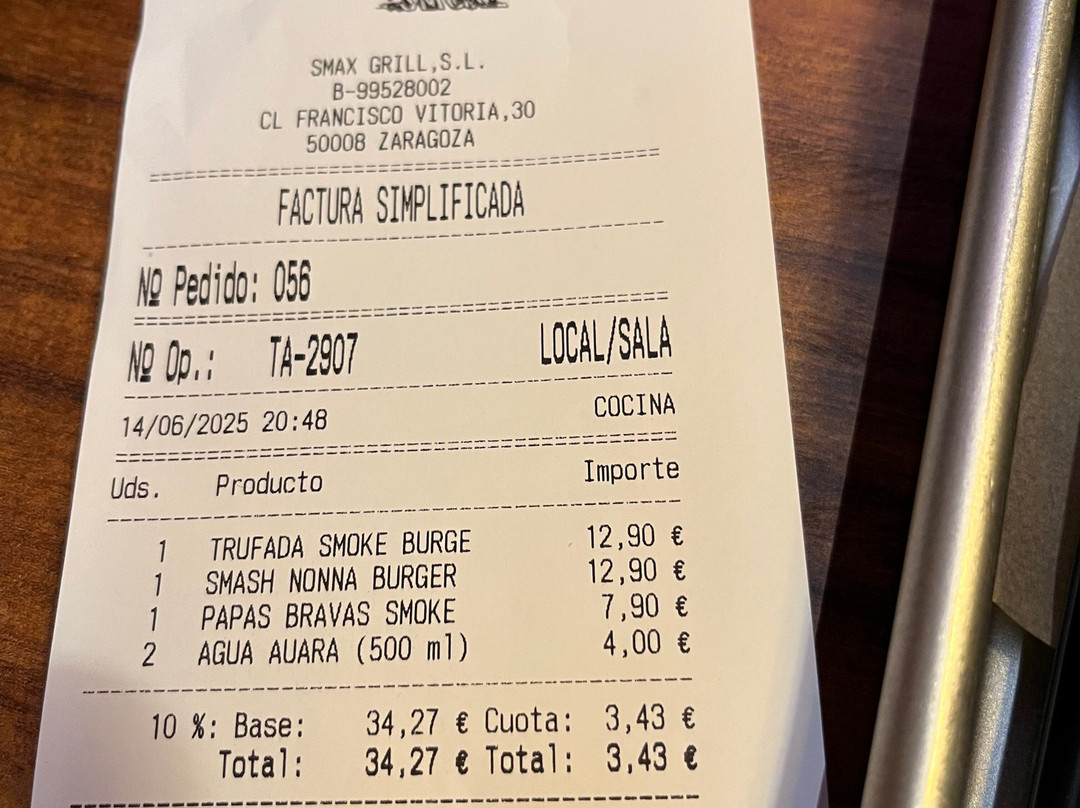 SMAX GRILL,S.L.
B-99528002
CL FRANCISCO VITORIA,30
50008 ZARAGOZA
FACTURA SIMPLIFICADA
Nº Pedido: 056
Nº Op.: TA-2907 LOCAL/SALA
14/06/2025 20:48 COCINA
Uds. Producto Importe
1 TRUFADA SMOKE BURGE 12,90 €
1 SMASH NONNA BURGER 12,90 €
1 PAPAS BRAVAS SMOKE 7,90 €
2 AGUA AUARA (500 ml) 4,00 €
10 %: Base: 34,27 € Cuota: 3,43 €
Total: 34,27 € Total: 3,43 €